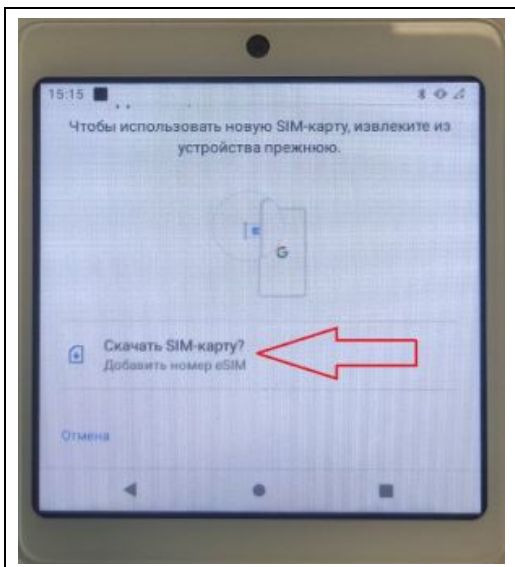 15:15
Чтобы использовать новую SIM-карту, извлеките из
устройства прежнюю.
G
Скачать SIM-карту?
Добавить номер eSIM
Отмена